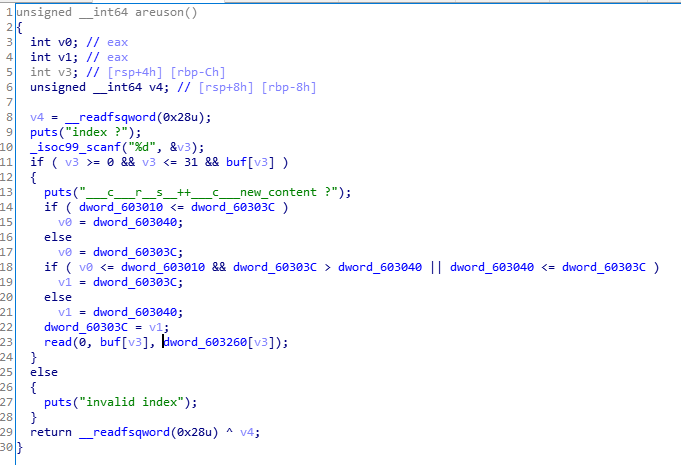 1 unsigned __int64 areuson()
2 {
3 int v0; // eax
4 int v1; // eax
5 int v3; // [rsp+4h] [rbp-Ch]
6 unsigned __int64 v4; // [rsp+8h] [rbp-8h]
7
8 v4 = __readfsqword(0x28u);
9 puts("index ?");
10 _isoc99_scanf("%d", &v3);
11 if ( v3 >= 0 && v3 <= 31 && buf[v3] )
12 {
13 puts("___c___r__s__++___c___new_content ?");
14 if ( dword_603010 <= dword_60303C )
15 v0 = dword_603040;
16 else
17 v0 = dword_60303C;
18 if ( v0 <= dword_603010 && dword_60303C > dword_603040 || dword_603040 <= dword_60303C )
19 v1 = dword_60303C;
20 else
21 v1 = dword_603040;
22 dword_60303C = v1;
23 read(0, buf[v3], dword_603260[v3]);
24 }
25 else
26 {
27 puts("invalid index");
28 }
29 return __readfsqword(0x28u) ^ v4;
30 }